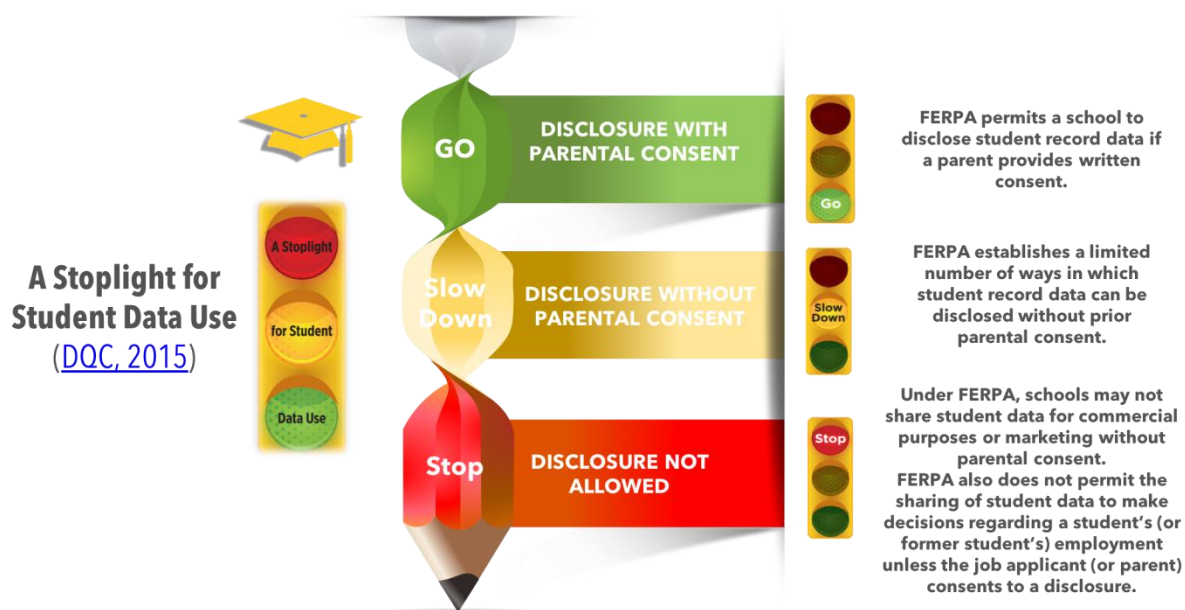 A Stoplight for
Student Data Use
(DQC, 2015)
A Stoplight
for Student
Data Use
GO
DISCLOSURE WITH
PARENTAL CONSENT
Go
FERPA permits a school to
disclose student record data if
a parent provides written
consent.
Slow
Down
DISCLOSURE WITHOUT
PARENTAL CONSENT
Slow
Down
FERPA establishes a limited
number of ways in which
student record data can be
disclosed without prior
parental consent.
Stop
DISCLOSURE NOT
ALLOWED
Stop
Under FERPA, schools may not
share student data for commercial
purposes or marketing without
parental consent.
FERPA also does not permit the
sharing of student data to make
decisions regarding a student’s (or
former student’s) employment
unless the job applicant (or parent)
consents to a disclosure.